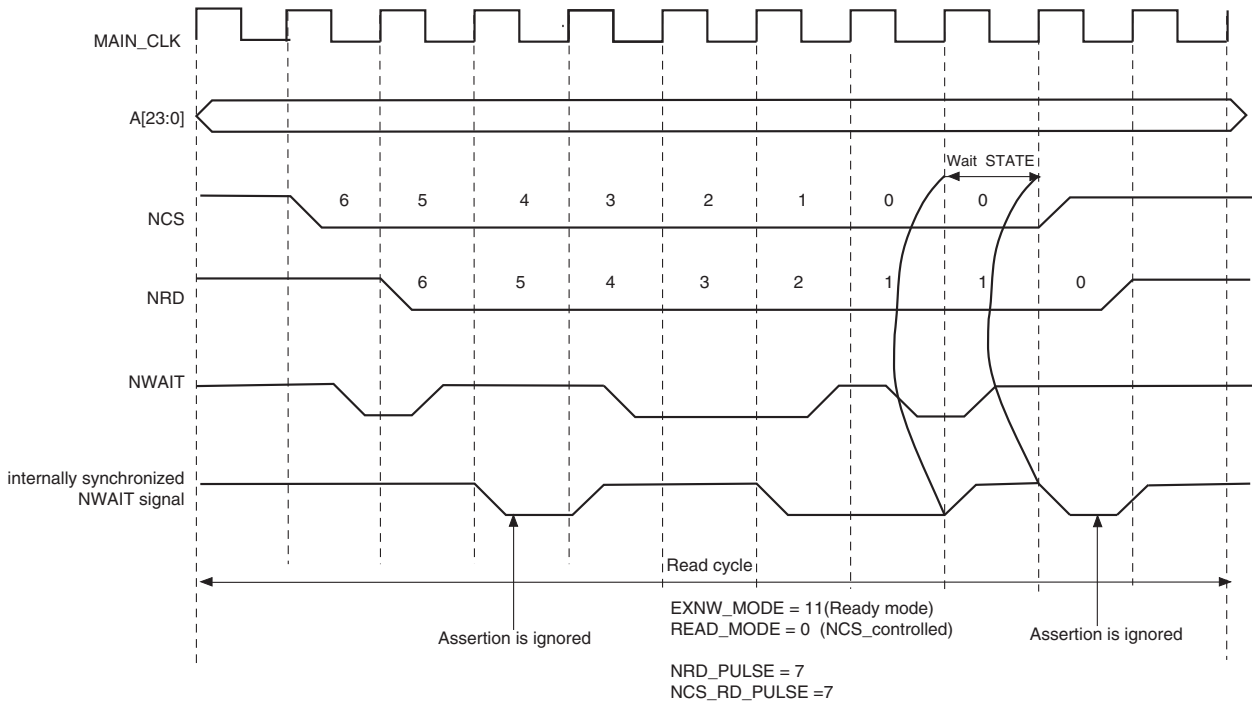 MAIN_CLK
A[23:0]
Wait STATE
6 5 4 3 2 1 0 0
NCS
6 5 4 3 2 1 1 0
NRD
NWAIT
internally synchronized
NWAIT signal
Read cycle
EXNW_MODE = 11(Ready mode)
READ_MODE = 0 (NCS_controlled)
Assertion is ignored
Assertion is ignored
NRD_PULSE = 7
NCS_RD_PULSE =7